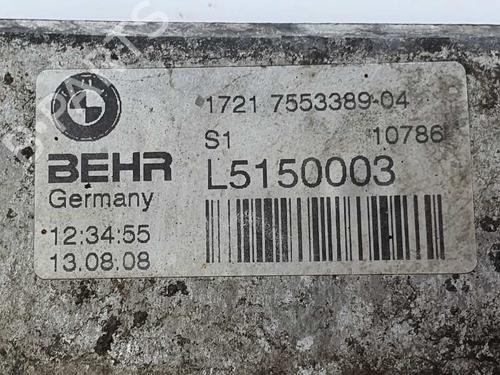 1721 7553389-04
S1 10786
BEHR L5150003
Germany
12:34:55
13.08.08